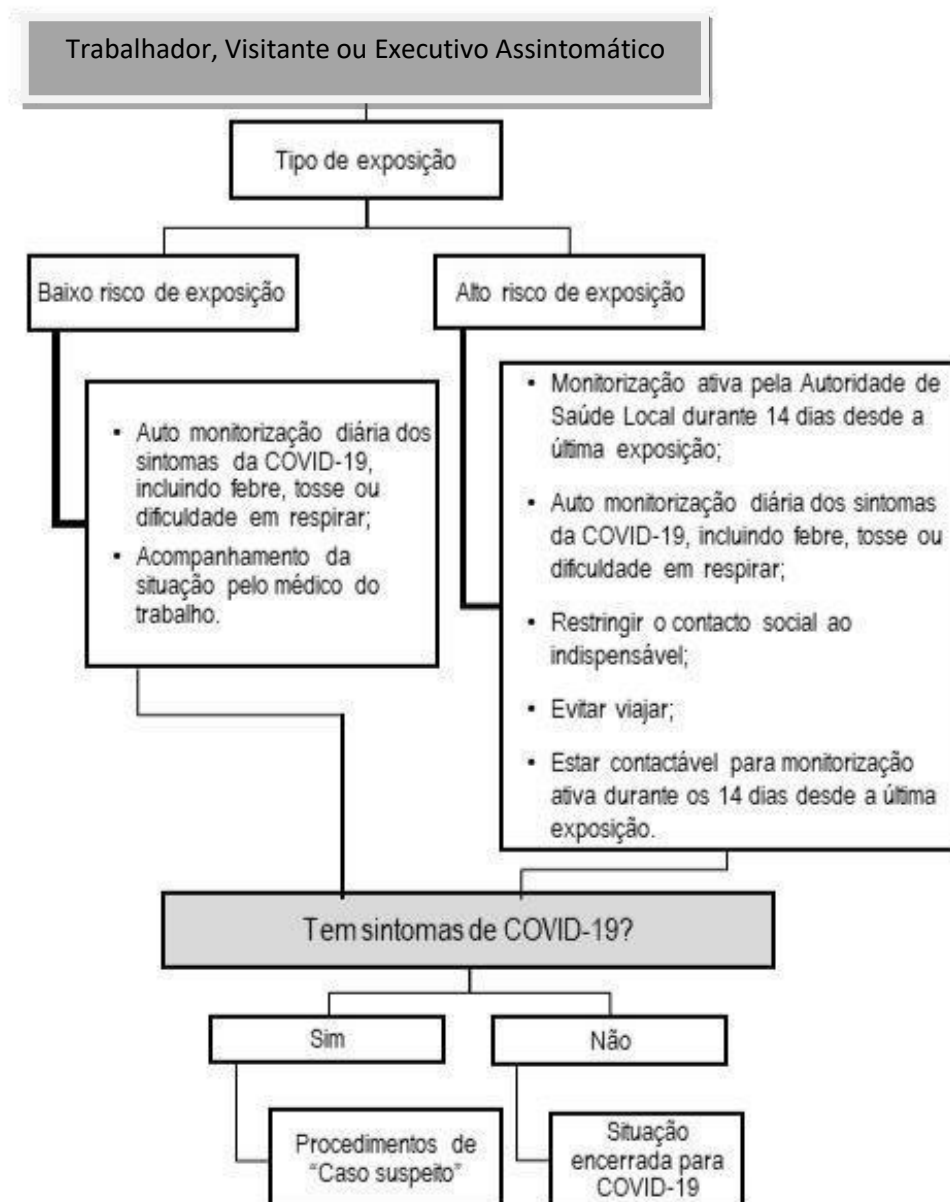 Trabalhador, Visitante ou Executivo Assintomático
Tipo de exposição
Baixo risco de exposição
Alto risco de exposição
• Auto monitorização diária dos
sintomas da COVID-19,
incluindo febre, tosse ou
dificuldade em respirar;
• Acompanhamento da
situação pelo médico do
trabalho.
• Monitorização ativa pela Autoridade de
Saúde Local durante 14 dias desde a
última exposição;
• Auto monitorização diária dos sintomas
da COVID-19, incluindo febre, tosse ou
dificuldade em respirar;
• Restringir o contacto social ao
indispensável;
• Evitar viajar;
• Estar contactável para monitorização
ativa durante os 14 dias desde a última
exposição.
Tem sintomas de COVID-19?
Sim
Não
Procedimentos de
“Caso suspeito”
Situação
encerrada para
COVID-19